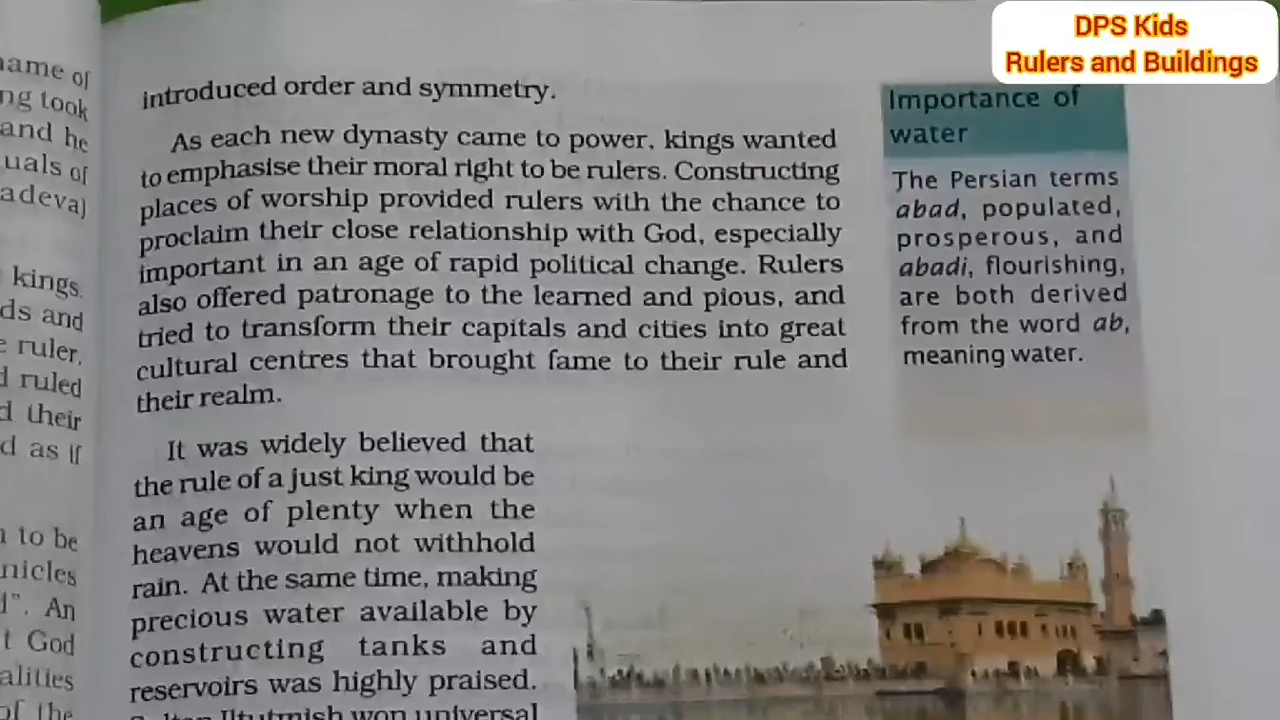 DPS Kids
Rulers and Buildings
ame of
ng took
and he
uals of
adeva)
kings.
ds and
e ruler,
d ruled
d their
d as if
to be
nicles
d". An
t God
alities
of the
introduced order and symmetry.
As each new dynasty came to power, kings wanted
to emphasise their moral right to be rulers. Constructing
places of worship provided rulers with the chance to
proclaim their close relationship with God, especially
important in an age of rapid political change. Rulers
also offered patronage to the learned and pious, and
tried to transform their capitals and cities into great
cultural centres that brought fame to their rule and
their realm.
It was widely believed that
the rule of a just king would be
an age of plenty when the
heavens would not withhold
rain. At the same time, making
precious water available by
constructing tanks and
reservoirs was highly praised.
Sultan Iltutmish won universal
Importance of
water
The Persian terms
abad, populated,
prosperous, and
abadi, flourishing,
are both derived
from the word ab,
meaning water.